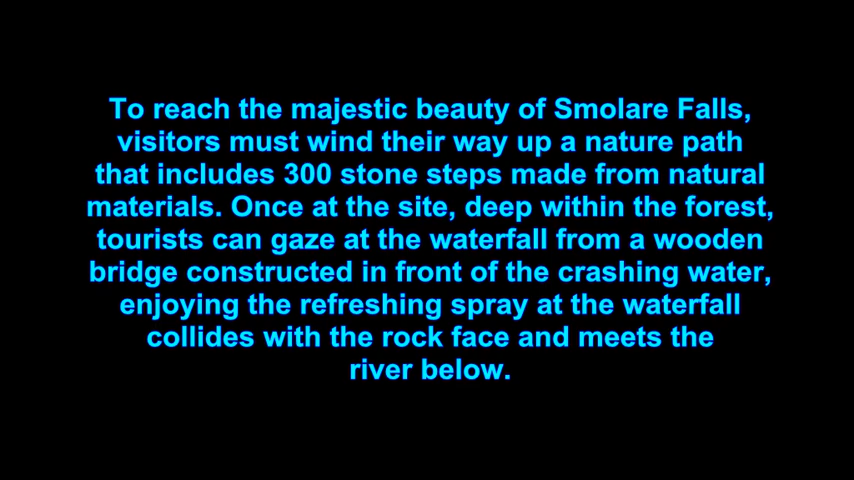 To reach the majestic beauty of Smolare Falls,
visitors must wind their way up a nature path
that includes 300 stone steps made from natural
materials. Once at the site, deep within the forest,
tourists can gaze at the waterfall from a wooden
bridge constructed in front of the crashing water,
enjoying the refreshing spray at the waterfall
collides with the rock face and meets the
river below.